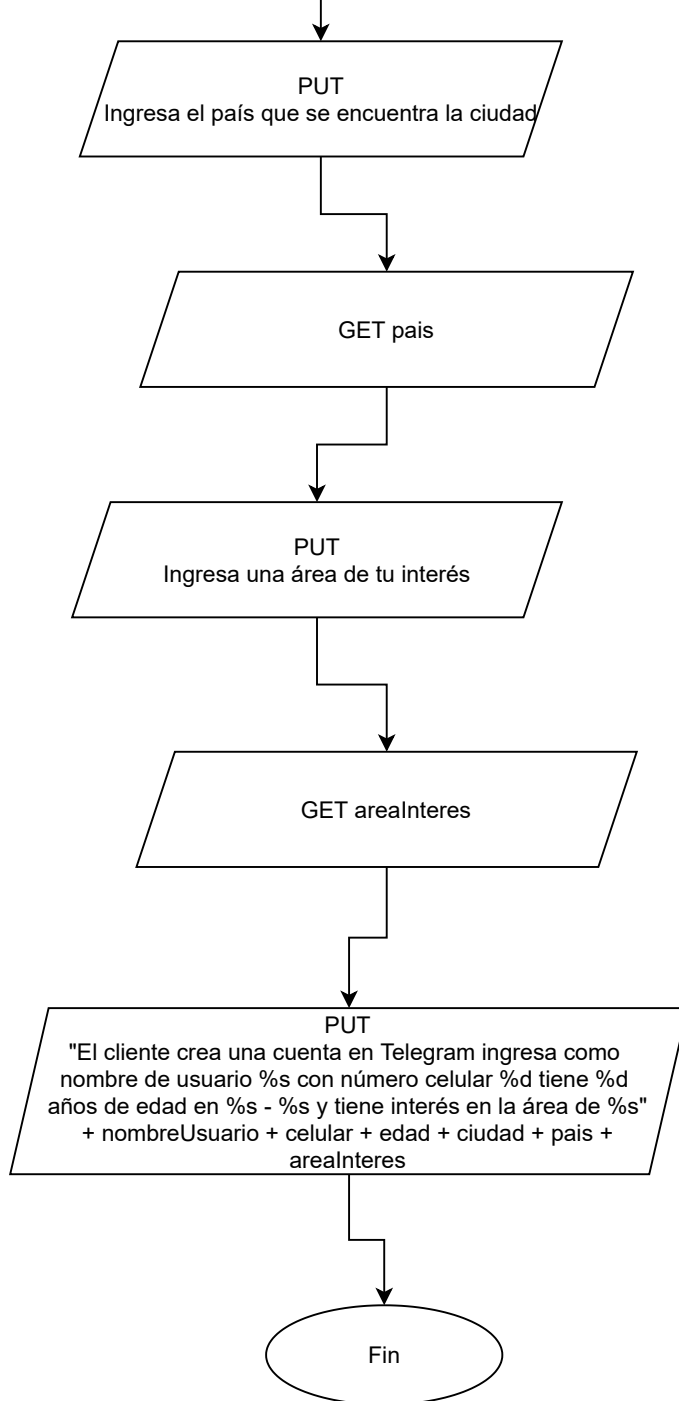 PUT
Ingresa el país que se encuentra la ciudad
GET pais
PUT
Ingresa una área de tu interés
GET areaInteres
PUT
"El cliente crea una cuenta en Telegram ingresa como
nombre de usuario %s con número celular %d tiene %d
años de edad en %s - %s y tiene interés en la área de %s"
+ nombreUsuario + celular + edad + ciudad + pais +
areaInteres
Fin